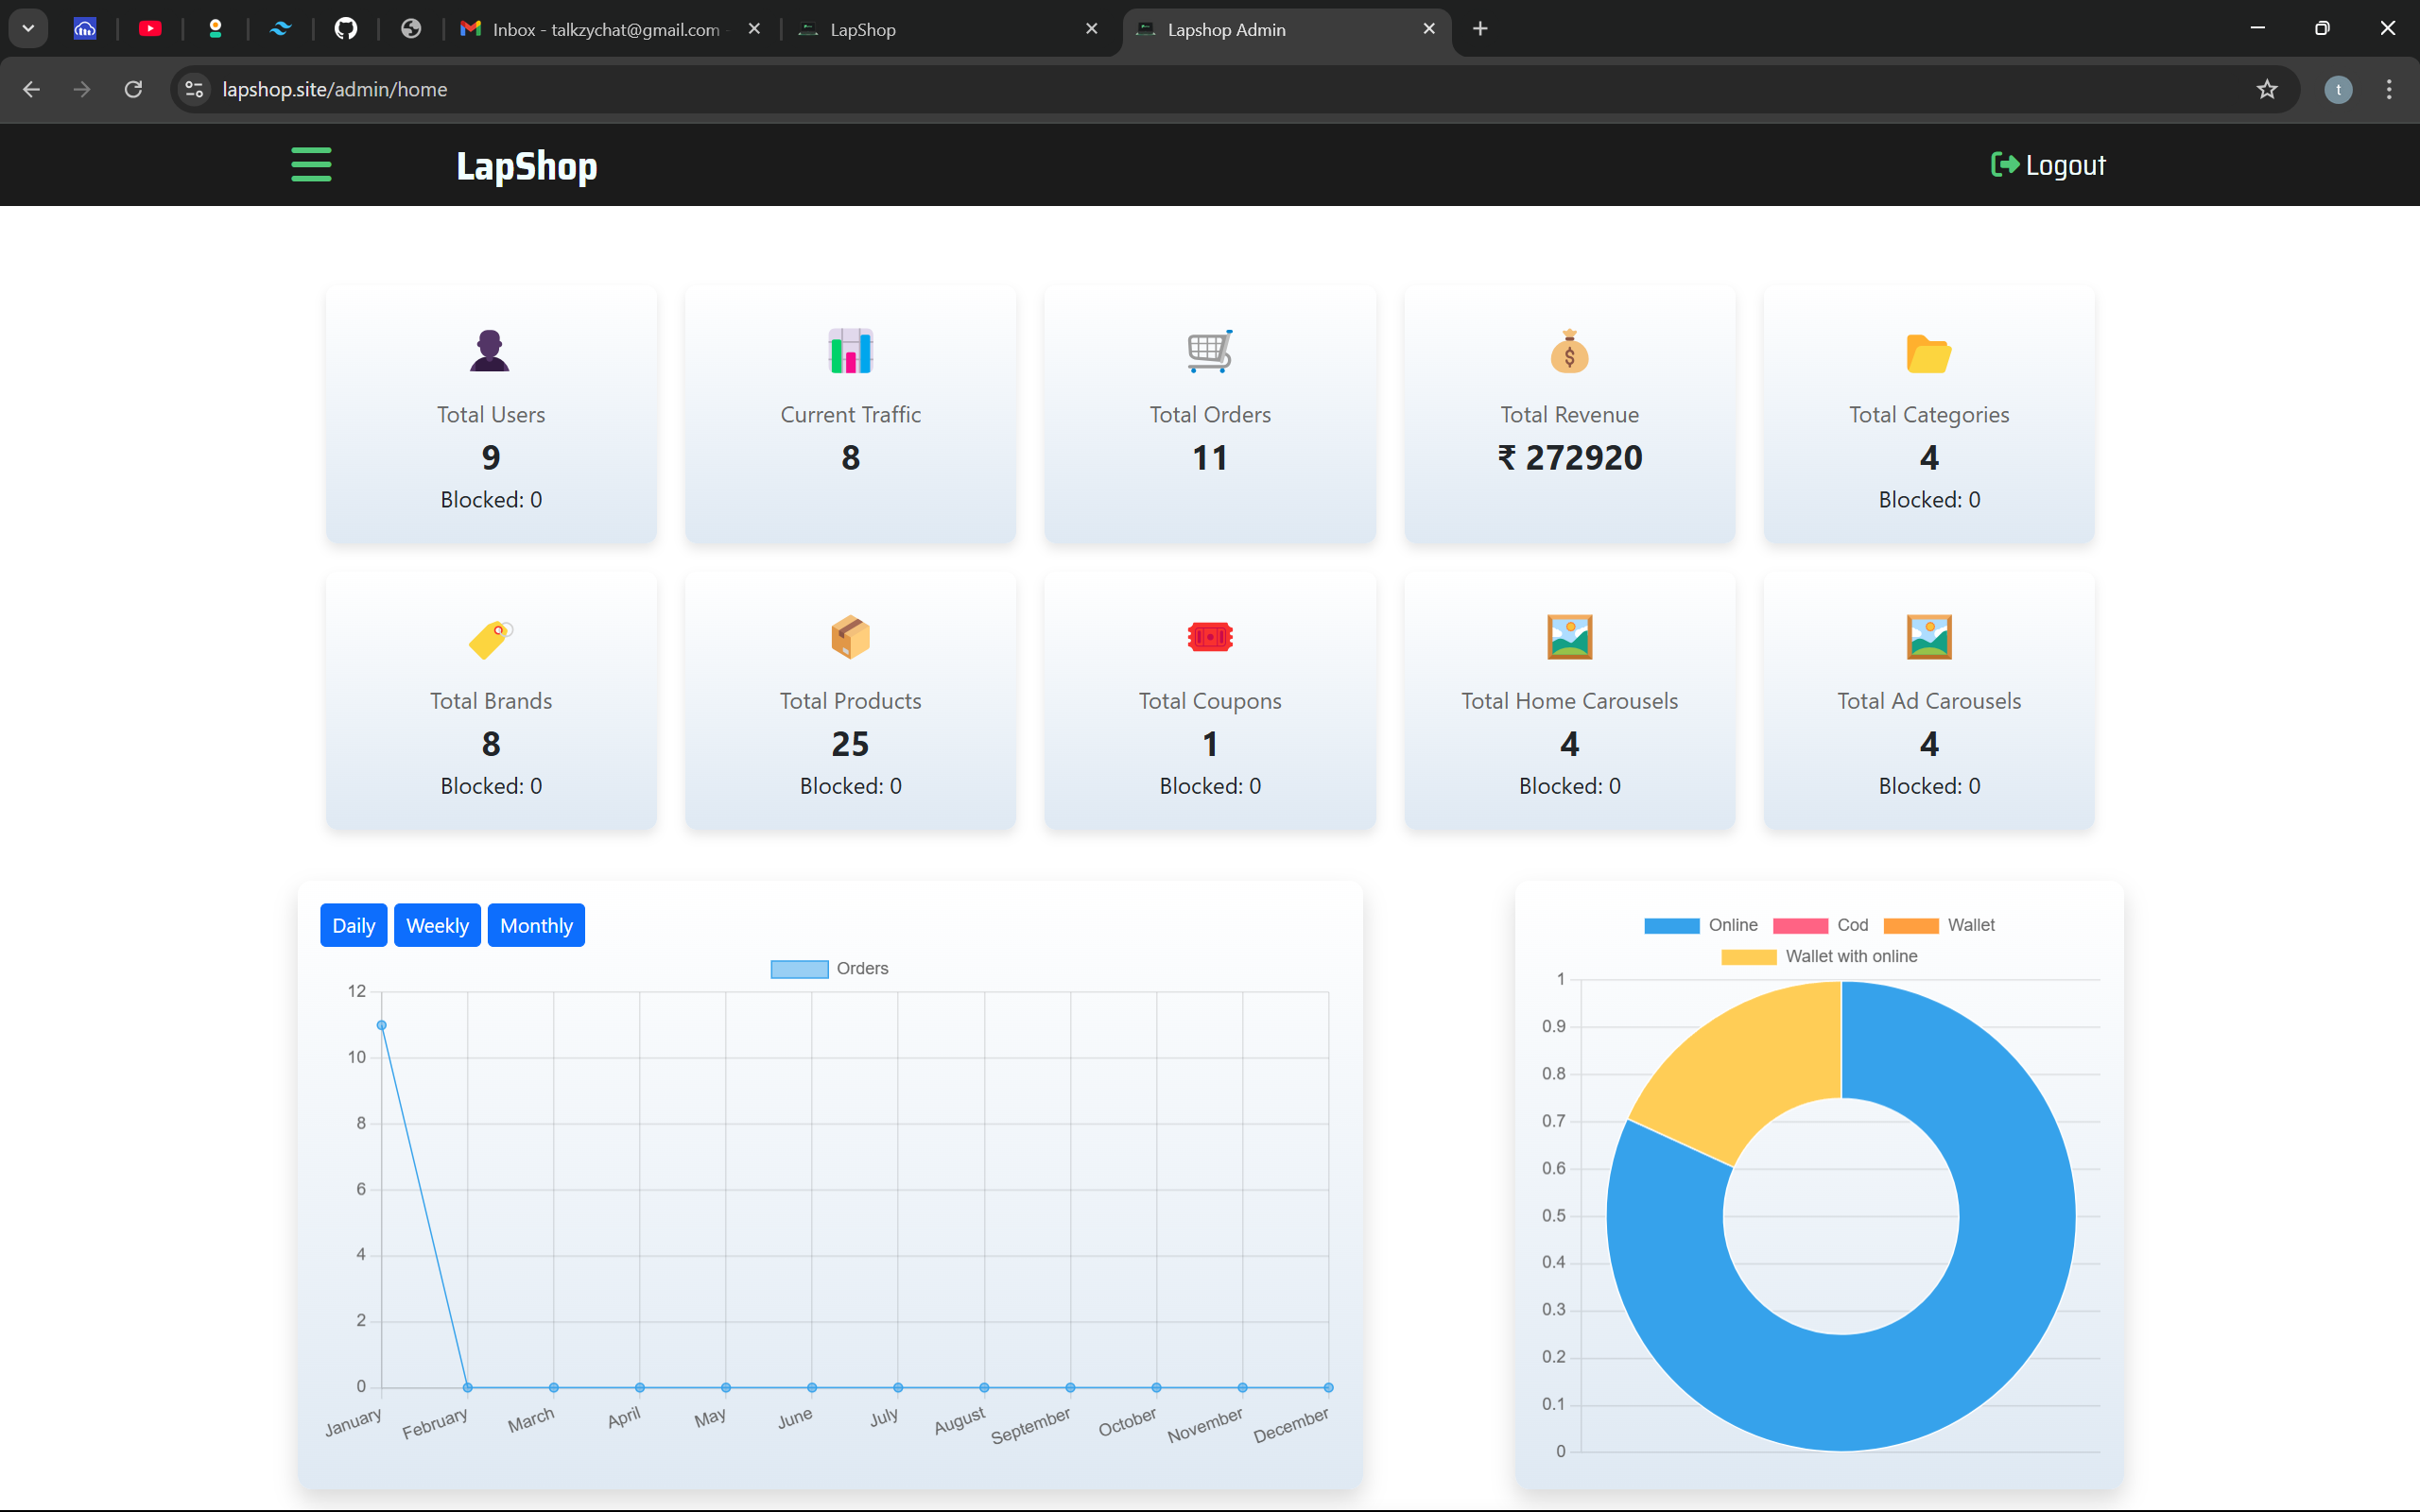 Inbox - talkzychat@gmail.com
LapShop
Lapshop Admin
lapshop.site/admin/home
t
LapShop
Logout
Total Users
9
Blocked: 0
Current Traffic
8
Total Orders
11
Total Revenue
₹ 272920
Total Categories
4
Blocked: 0
Total Brands
8
Blocked: 0
Total Products
25
Blocked: 0
Total Coupons
1
Blocked: 0
Total Home Carousels
4
Blocked: 0
Total Ad Carousels
4
Blocked: 0
Daily Weekly Monthly
Orders
12
10
8
6
4
2
0
January February March April May June July August September October November December
Online Cod Wallet
Wallet with online
1
0.9
0.8
0.7
0.6
0.5
0.4
0.3
0.2
0.1
0